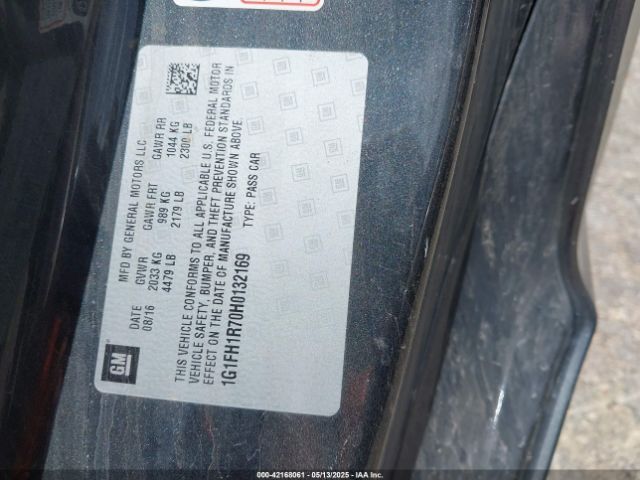 MFD BY GENERAL MOTORS LLC
DATE GVWR GAWR FRT GAWR RR
08/16 2033 KG 989 KG 1044 KG
4479 LB 2179 LB 2300 LB
THIS VEHICLE CONFORMS TO ALL APPLICABLE U.S. FEDERAL MOTOR
VEHICLE SAFETY, BUMPER, AND THEFT PREVENTION STANDARDS IN
EFFECT ON THE DATE OF MANUFACTURE SHOWN ABOVE.
1G1FH1R70H0132169 TYPE: PASS CAR
GM
000-42168061 - 05/13/2025 - IAAI.COM